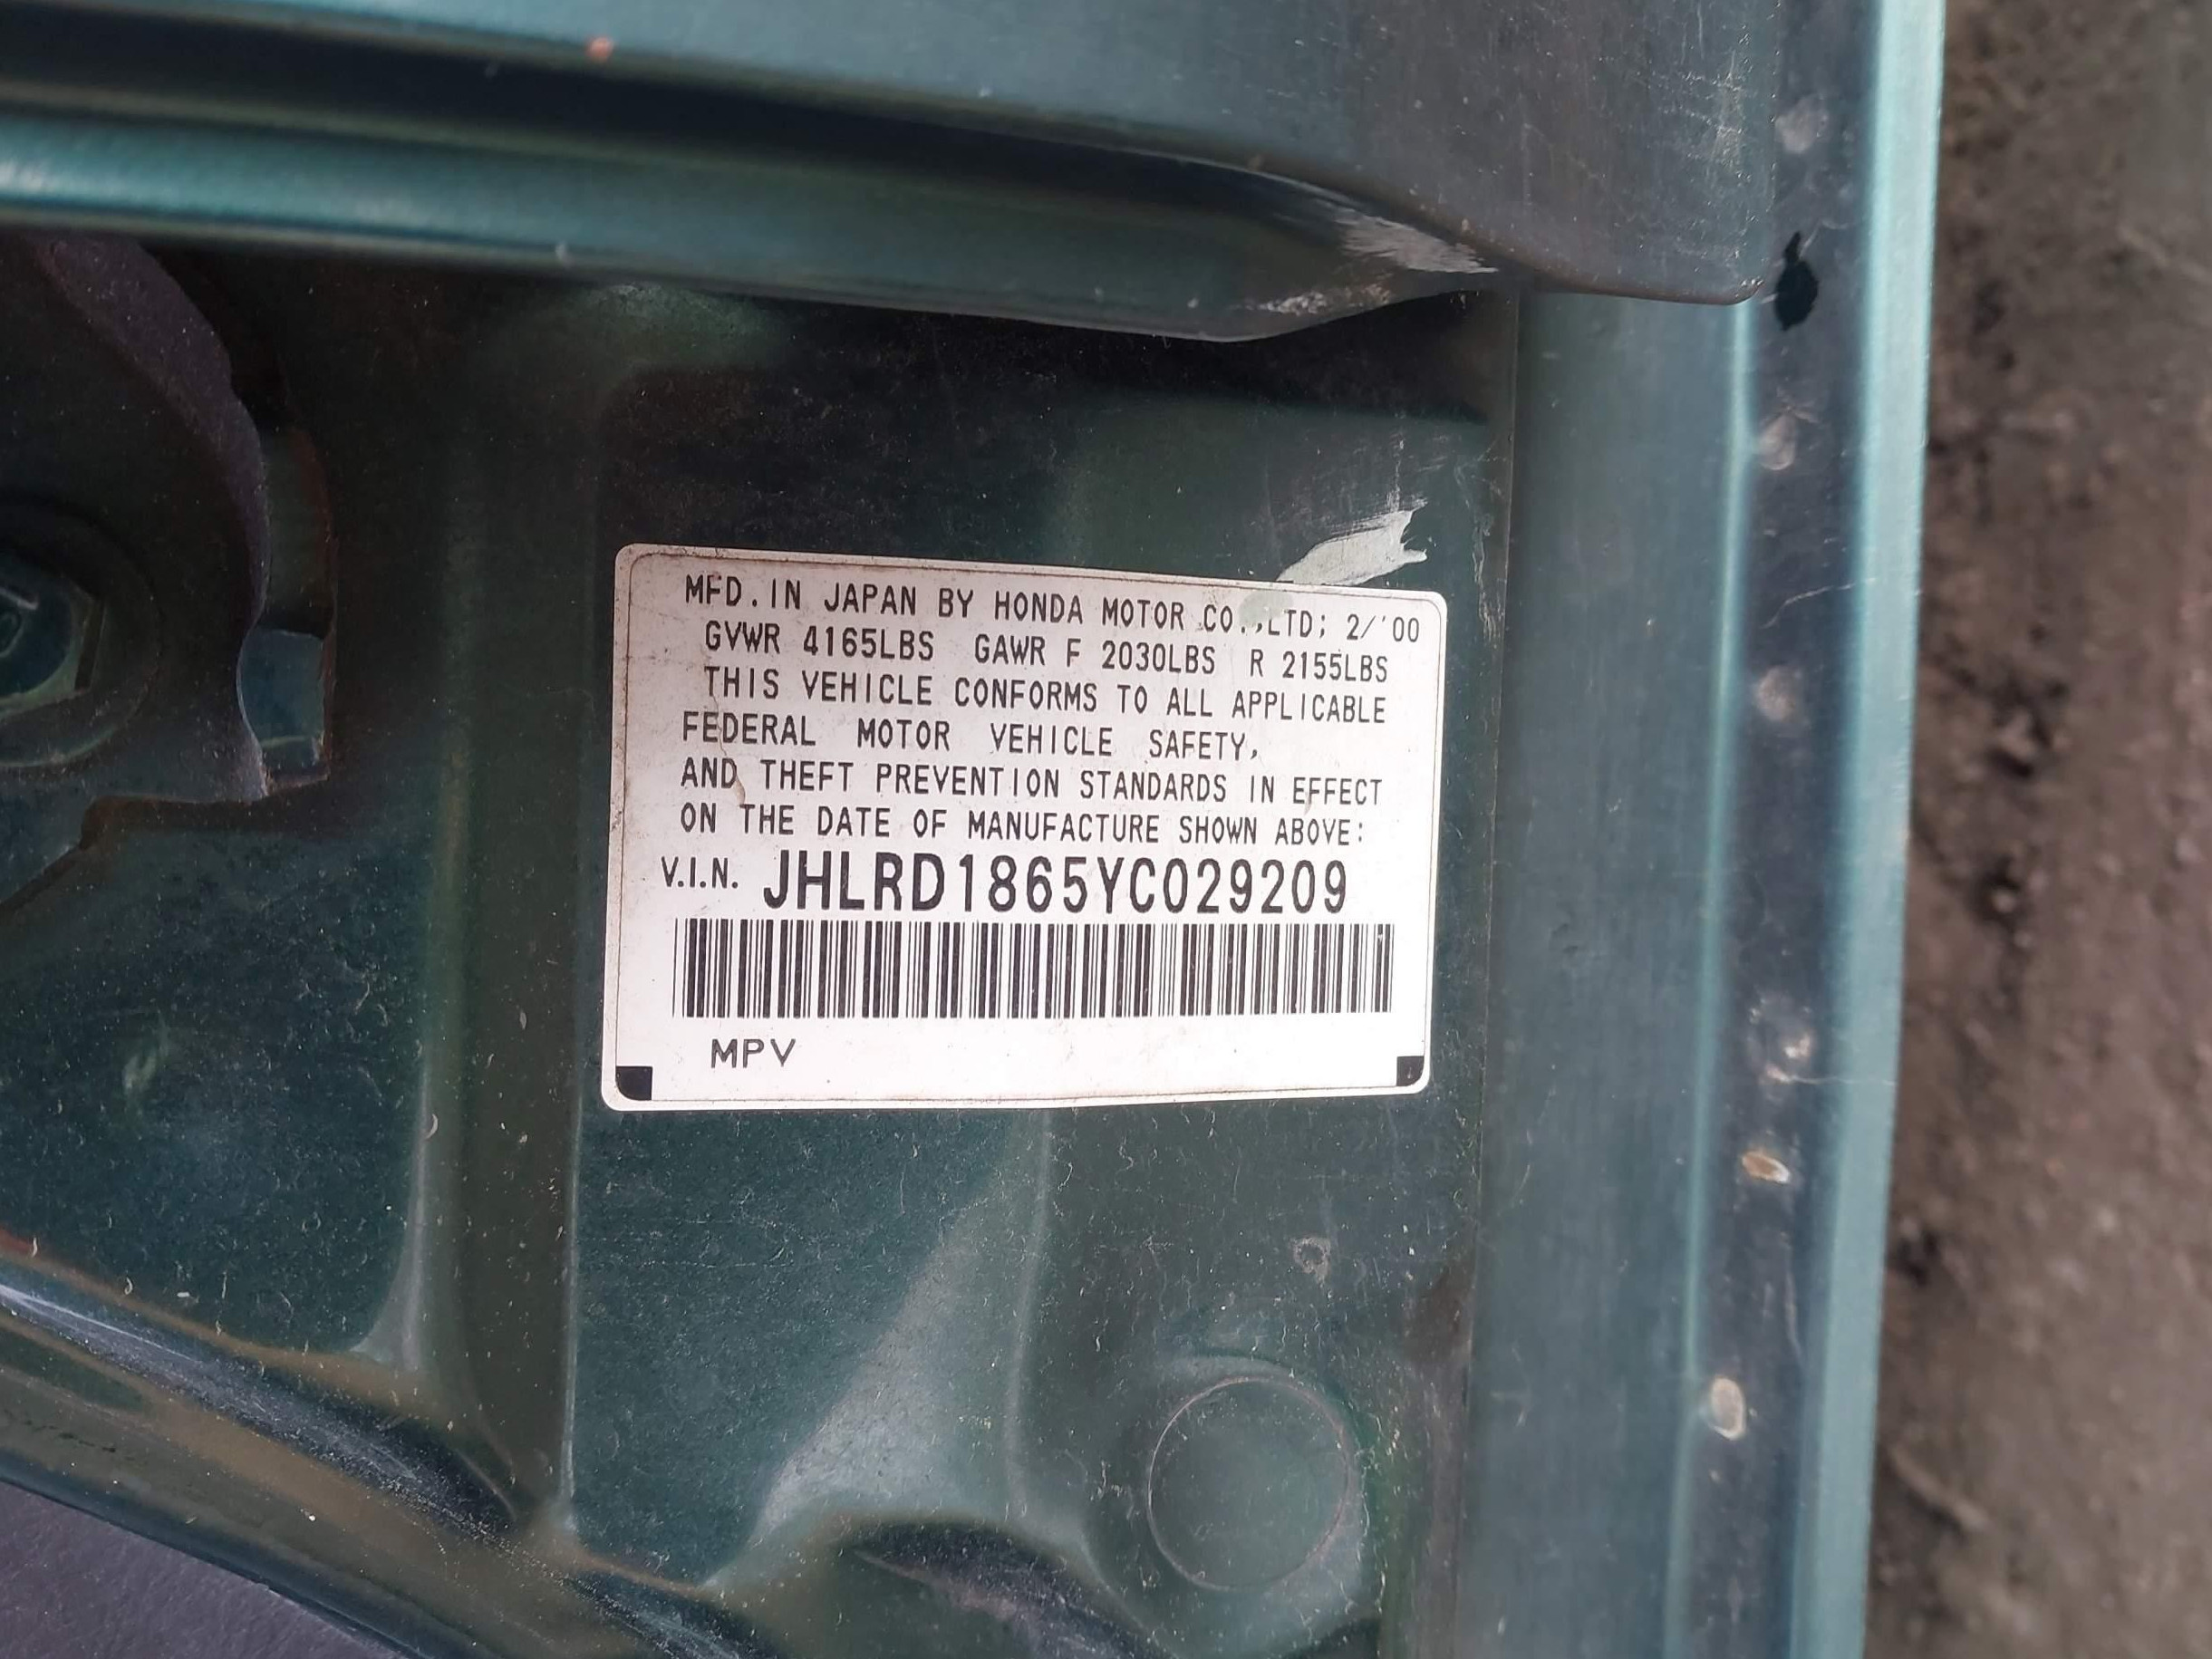 MFD. IN JAPAN BY HONDA MOTOR CO.,LTD; 2/'00
GVWR 4165LBS GAWR F 2030LBS R 2155LBS
THIS VEHICLE CONFORMS TO ALL APPLICABLE
FEDERAL MOTOR VEHICLE SAFETY,
AND THEFT PREVENTION STANDARDS IN EFFECT
ON THE DATE OF MANUFACTURE SHOWN ABOVE:
V.I.N. JHLRD1865YC029209
MPV